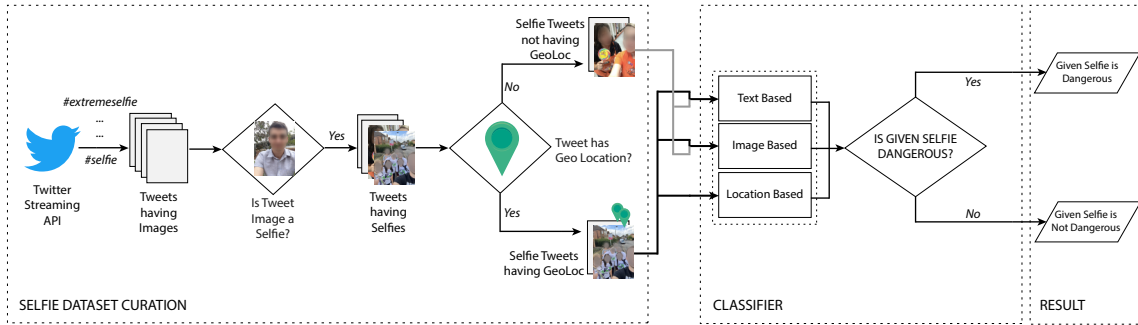 #extremeselfie
...
...
#selfie
Twitter
Streaming
API
Tweets
having
Images
Is Tweet
Image a
Selfie?
Yes
Tweets
having
Selfies
No
Yes
Tweet has
Geo Location?
Selfie Tweets
not having
GeoLoc
Selfie Tweets
having GeoLoc
SELFIE DATASET CURATION
Text Based
Image Based
Location Based
IS GIVEN SELFIE
DANGEROUS?
CLASSIFIER
Yes
No
Given Selfie is
Dangerous
Given Selfie is
Not Dangerous
RESULT